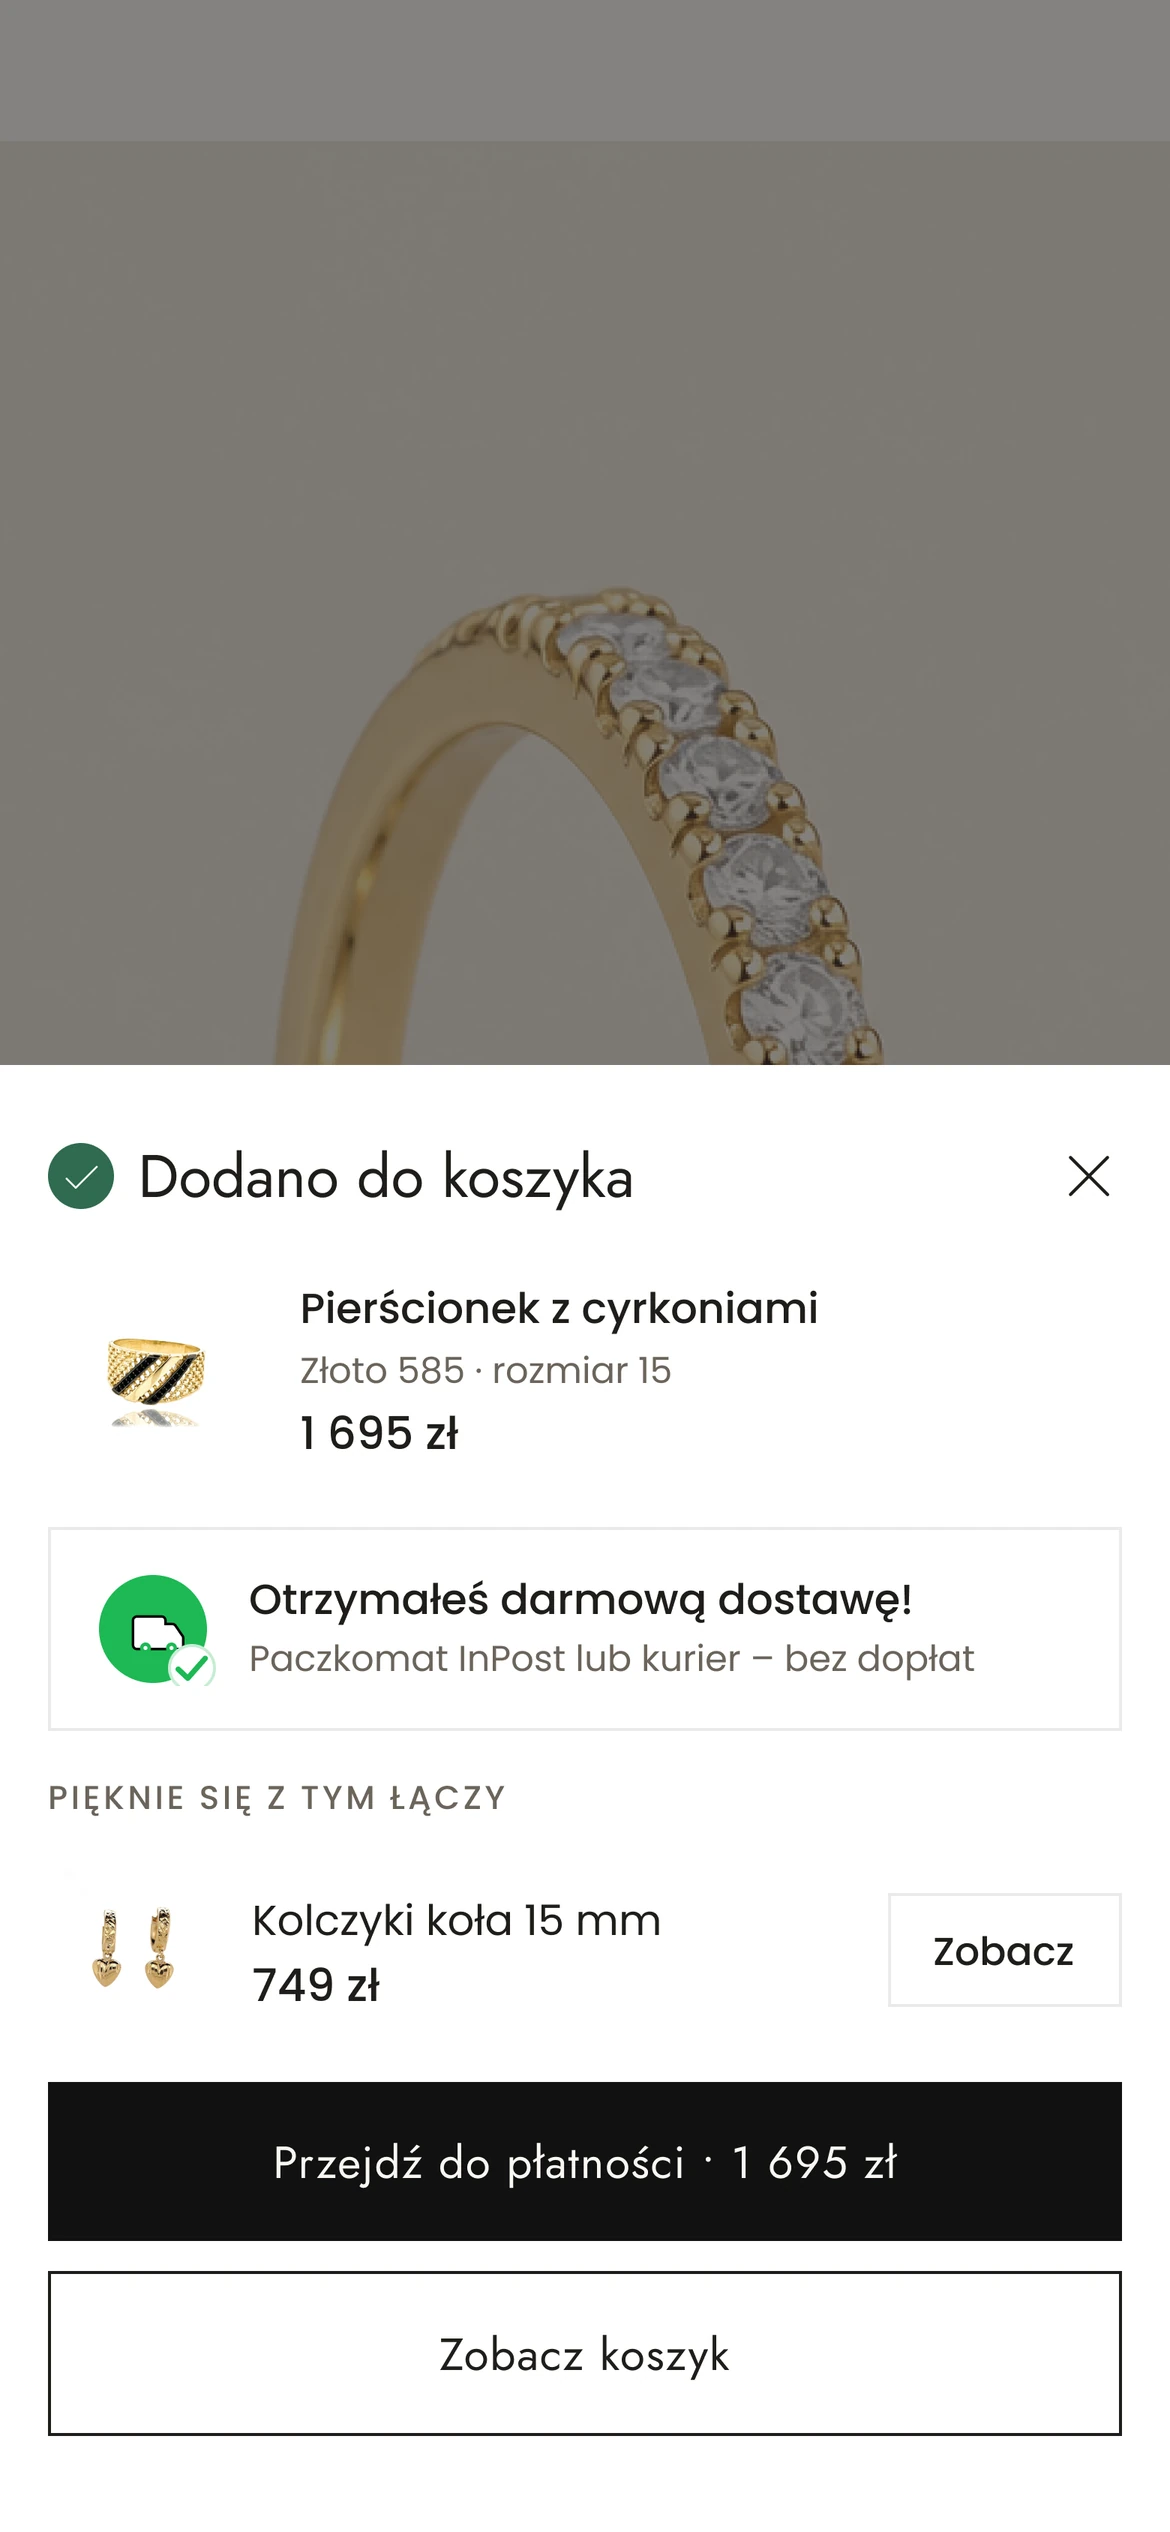 Dodano do koszyka
Pierścionek z cyrkoniami
Złoto 585 · rozmiar 15
1 695 zł
Otrzymałeś darmową dostawę!
Paczkomat InPost lub kurier – bez dopłat
PIĘKNIE SIĘ Z TYM ŁĄCZY
Kolczyki koła 15 mm
749 zł
Zobacz
Przejdź do płatności · 1 695 zł
Zobacz koszyk